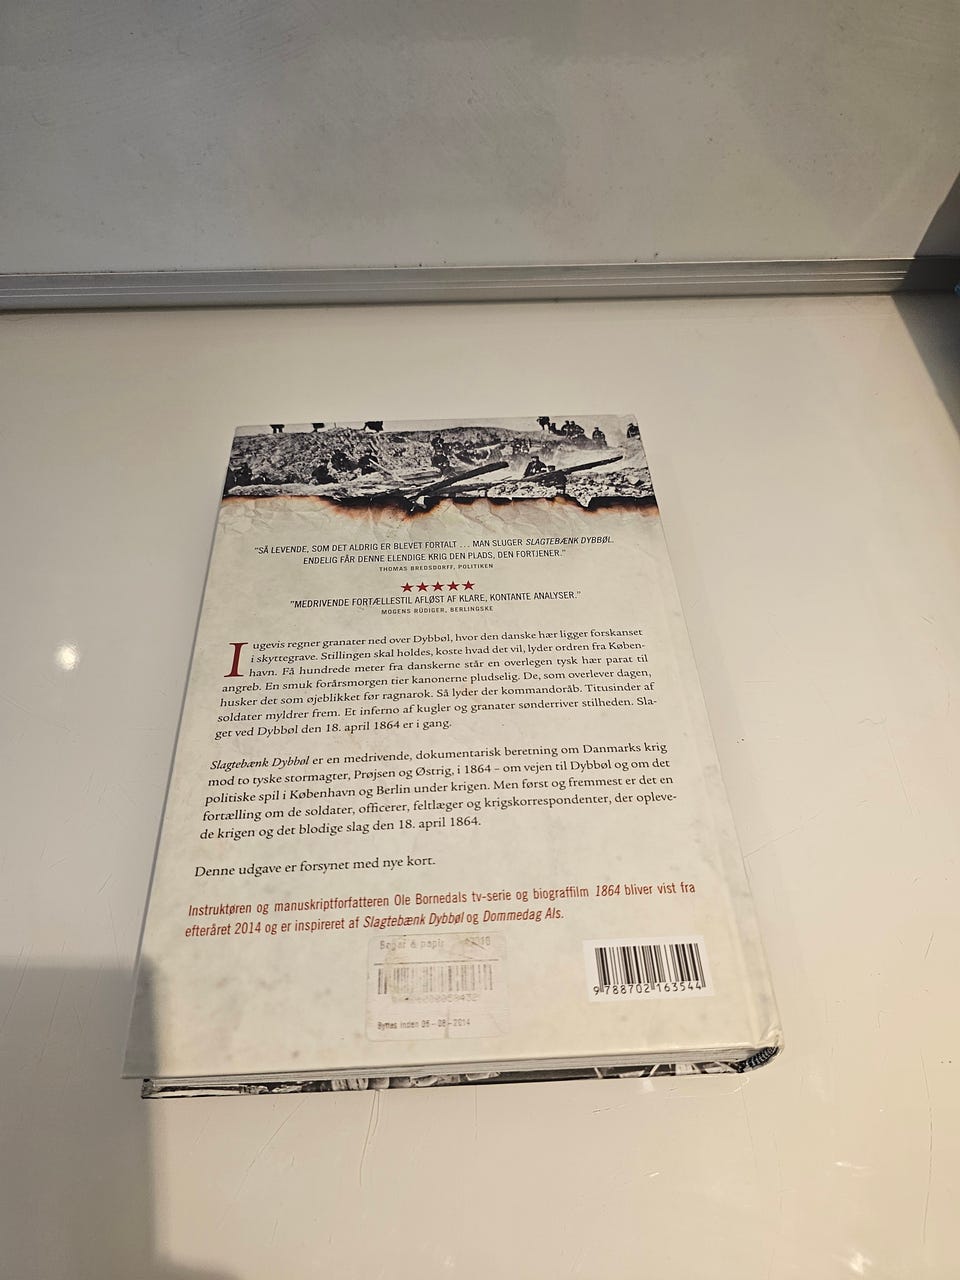 "SÅ LEVENDE, SOM DET ALDRIG ER BLEVET FORTALT ... MAN SLUGER SLAGTEBÆNK DYBBØL.
ENDELIG FÅR DENNE ELENDIGE KRIG DEN PLADS, DEN FORTJENER."
THOMAS BREDSDORFF, POLITIKEN
★★★★★
"MEDRIVENDE FORTÆLLESTIL AFLØST AF KLARE, KONTANTE ANALYSER."
MOGENS RÜDIGER, BERLINGSKE
I ugevis regner granater ned over Dybbøl, hvor den danske hær ligger forskanset
i skyttegrave. Stillingen skal holdes, koste hvad det vil, lyder ordren fra Køben-
havn. Få hundrede meter fra danskerne står en overlegen tysk hær parat til
angreb. En smuk forårsmorgen tier kanonerne pludselig. De, som overlever dagen,
husker det som øjeblikket før ragnarok. Så lyder der kommandoråb. Titusinder af
soldater myldrer frem. Et inferno af kugler og granater sønderriver stilheden. Sla-
get ved Dybbøl den 18. april 1864 er i gang.
Slagtebænk Dybbøl er en medrivende, dokumentarisk beretning om Danmarks krig
mod to tyske stormagter, Prøjsen og Østrig, i 1864 – om vejen til Dybbøl og om det
politiske spil i København og Berlin under krigen. Men først og fremmest er det en
fortælling om de soldater, officerer, feltlæger og krigskorrespondenter, der opleve-
de krigen og det blodige slag den 18. april 1864.
Denne udgave er forsynet med nye kort.
Instruktøren og manuskriptforfatteren Ole Bornedals tv-serie og biograffilm 1864 bliver vist fra
efteråret 2014 og er inspireret af Slagtebænk Dybbøl og Dommedag Als.
Bøger & papir
Byttes inden 06-08-2014
9 788702 163544